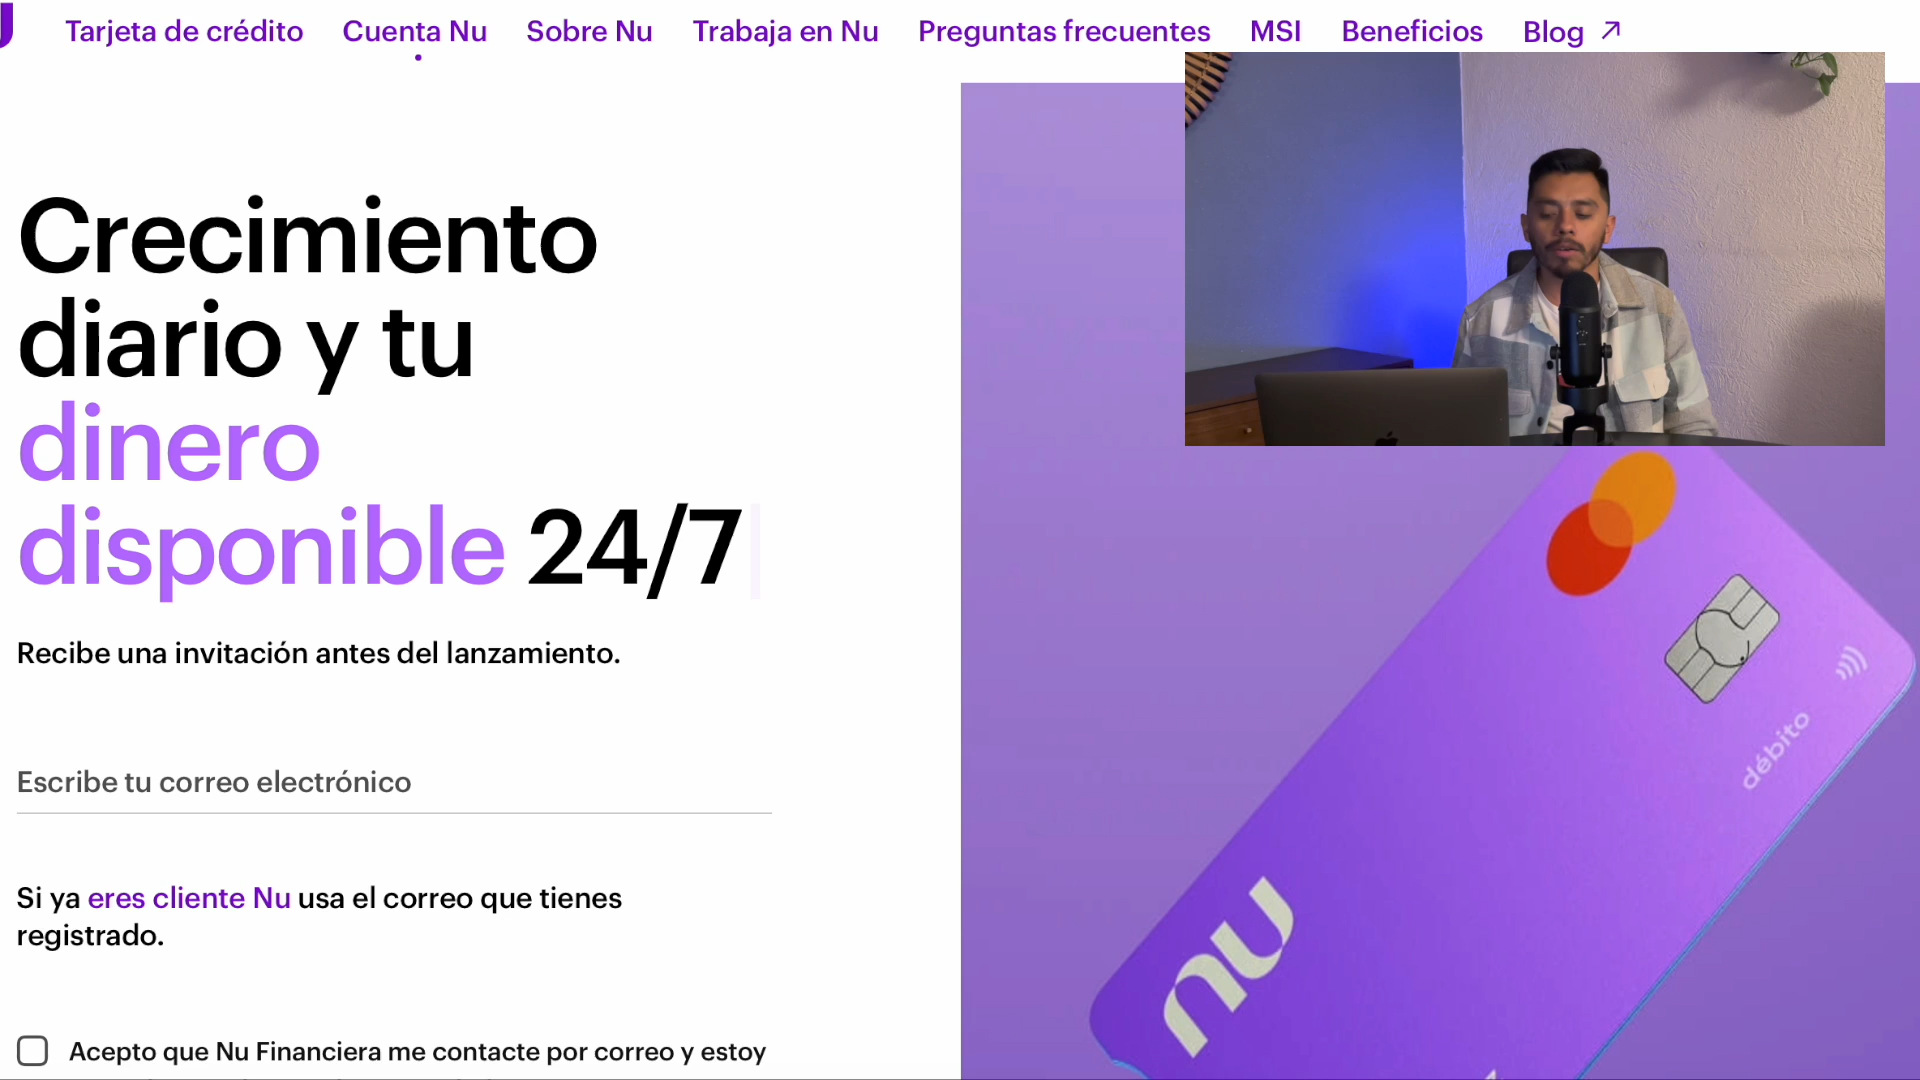 Tarjeta de crédito Cuenta Nu Sobre Nu Trabaja en Nu Preguntas frecuentes MSI Beneficios Blog ↗
Crecimiento
diario y tu
dinero
disponible 24/7
Recibe una invitación antes del lanzamiento.
Escribe tu correo electrónico
Si ya eres cliente Nu usa el correo que tienes
registrado.
Acepto que Nu Financiera me contacte por correo y estoy
débito
nu